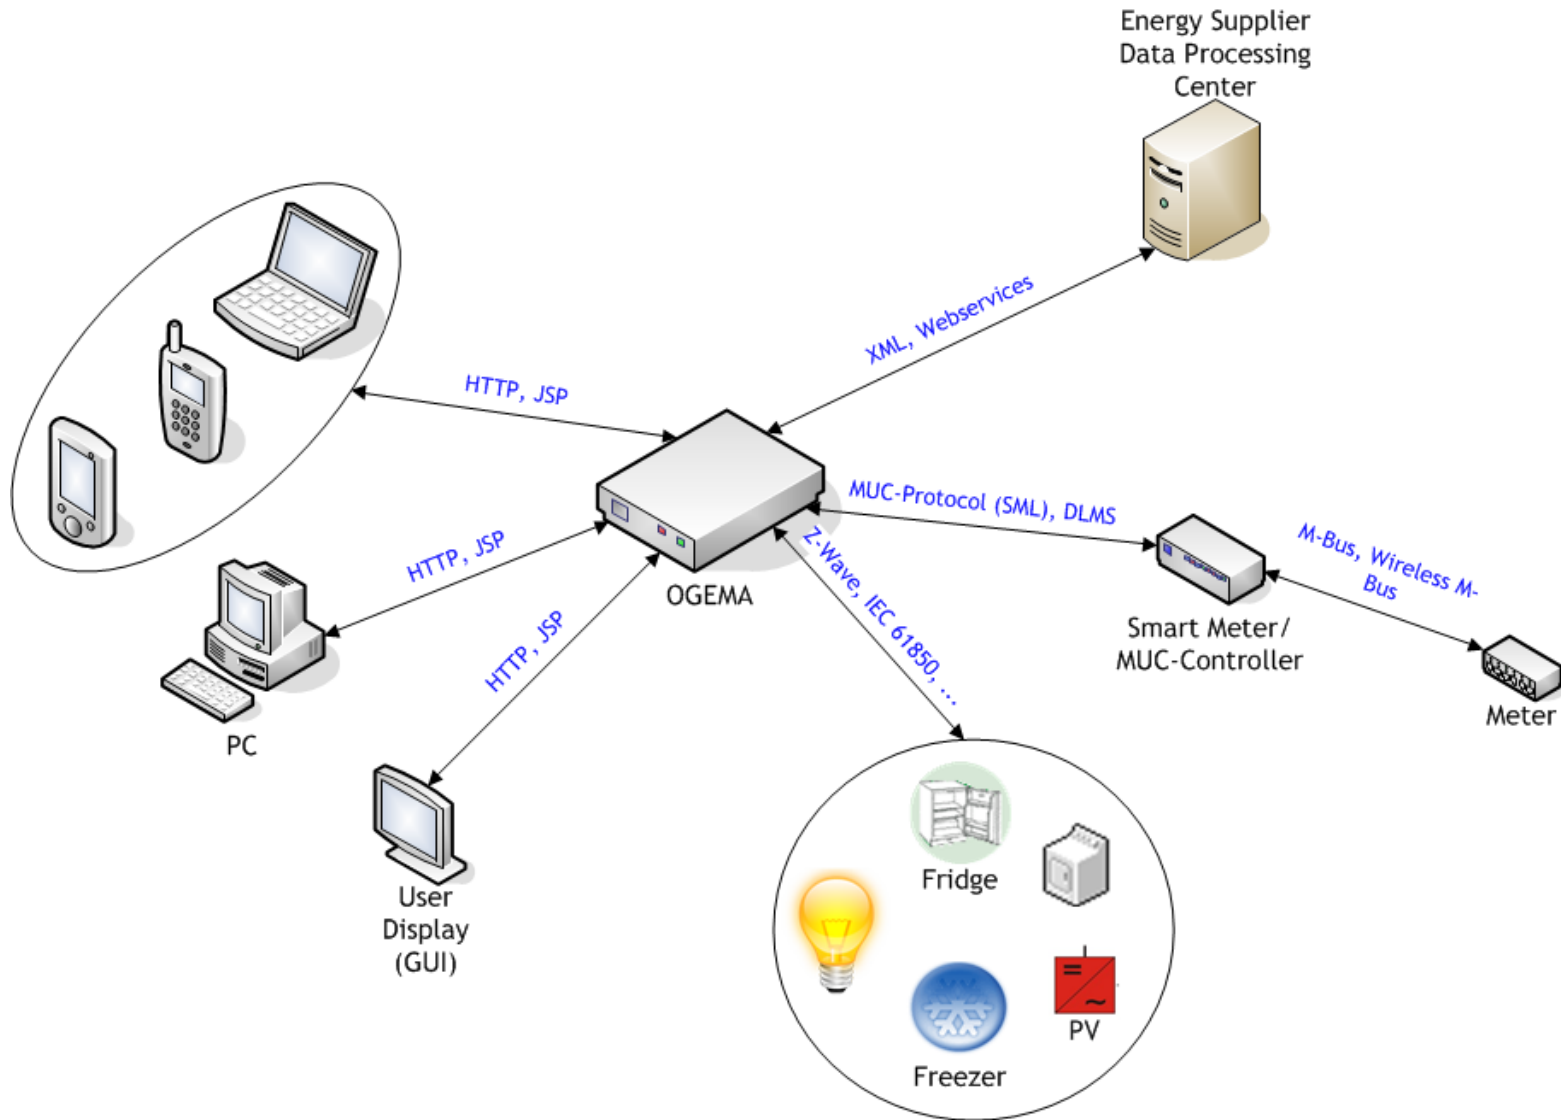 Energy Supplier
Data Processing
Center
XML, Webservices
HTTP, JSP
MUC-Protocol (SML), DLMS
M-Bus, Wireless M-
Bus
HTTP, JSP
OGEMA
Z-Wave, IEC 61850, ...
HTTP, JSP
Smart Meter/
MUC-Controller
Meter
PC
User
Display
(GUI)
Fridge
PV
Freezer